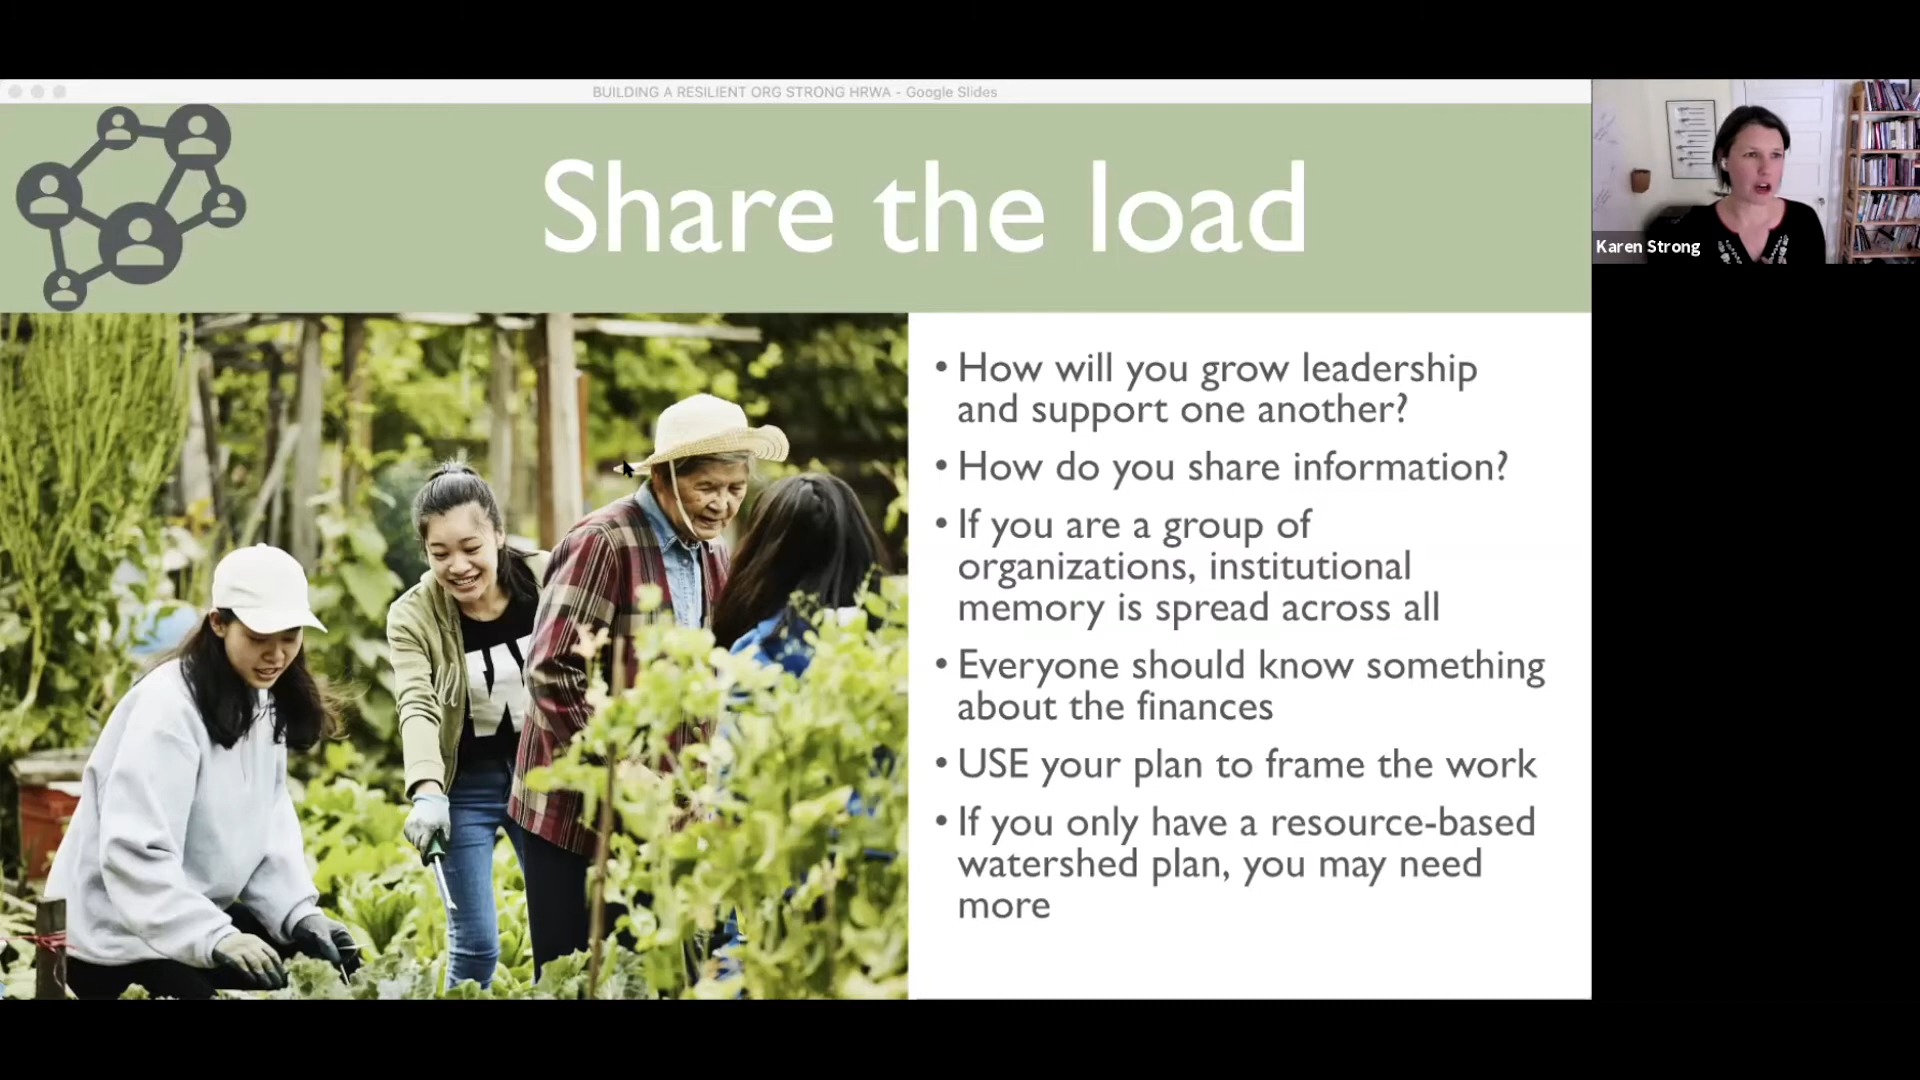 BUILDING A RESILIENT ORG STRONG HRWA - Google Slides
Share the load
• How will you grow leadership
and support one another?
• How do you share information?
• If you are a group of
organizations, institutional
memory is spread across all
• Everyone should know something
about the finances
• USE your plan to frame the work
• If you only have a resource-based
watershed plan, you may need
more
Karen Strong